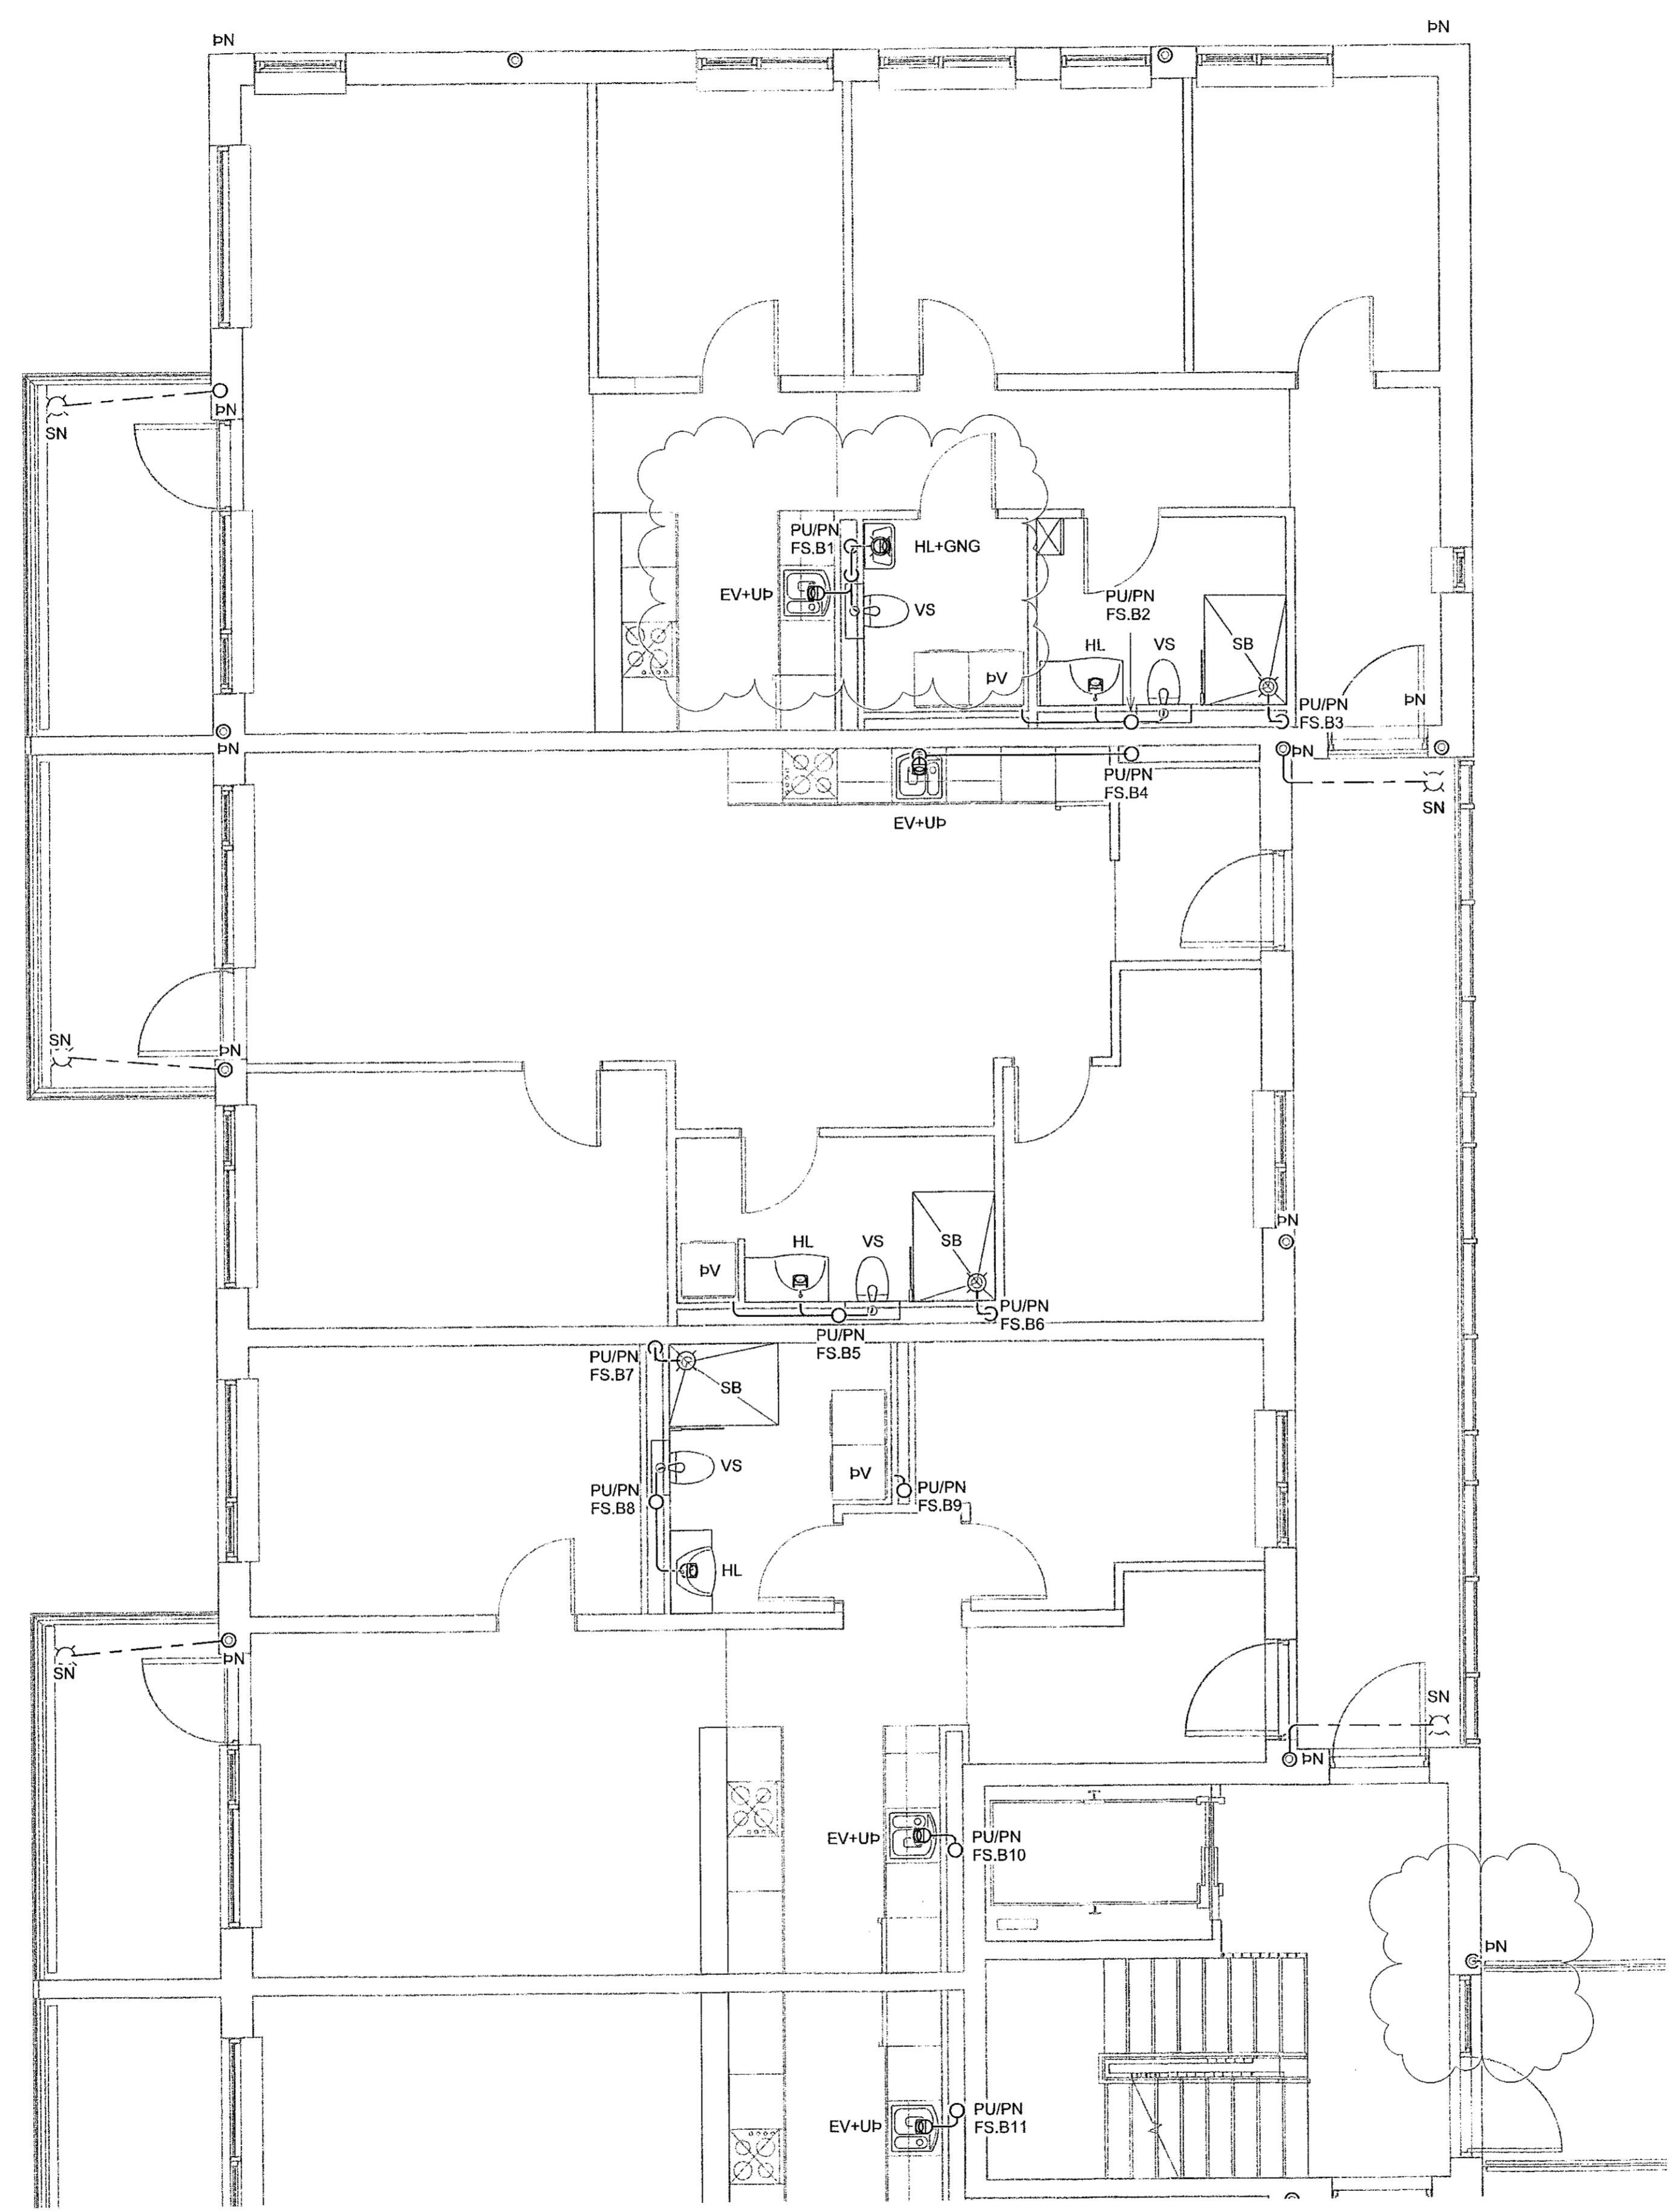 ÞN
ÞN
SN
ÞN
PU/PN
FS.B1
HL+GNG
EV+UÞ
VS
PU/PN
FS.B2
HL
VS
SB
ÞV
ÞN
PU/PN
FS.B3
ÞN
ÞN
PU/PN
FS.B4
SN
EV+UÞ
SN
ÞN
ÞN
HL
VS
SB
ÞV
PU/PN
FS.B6
PU/PN
FS.B5
PU/PN
FS.B7
SB
VS
ÞV
PU/PN
FS.B8
PU/PN
FS.B9
HL
SN
ÞN
SN
ÞN
EV+UÞ
PU/PN
FS.B10
ÞN
PU/PN
FS.B11
EV+UÞ